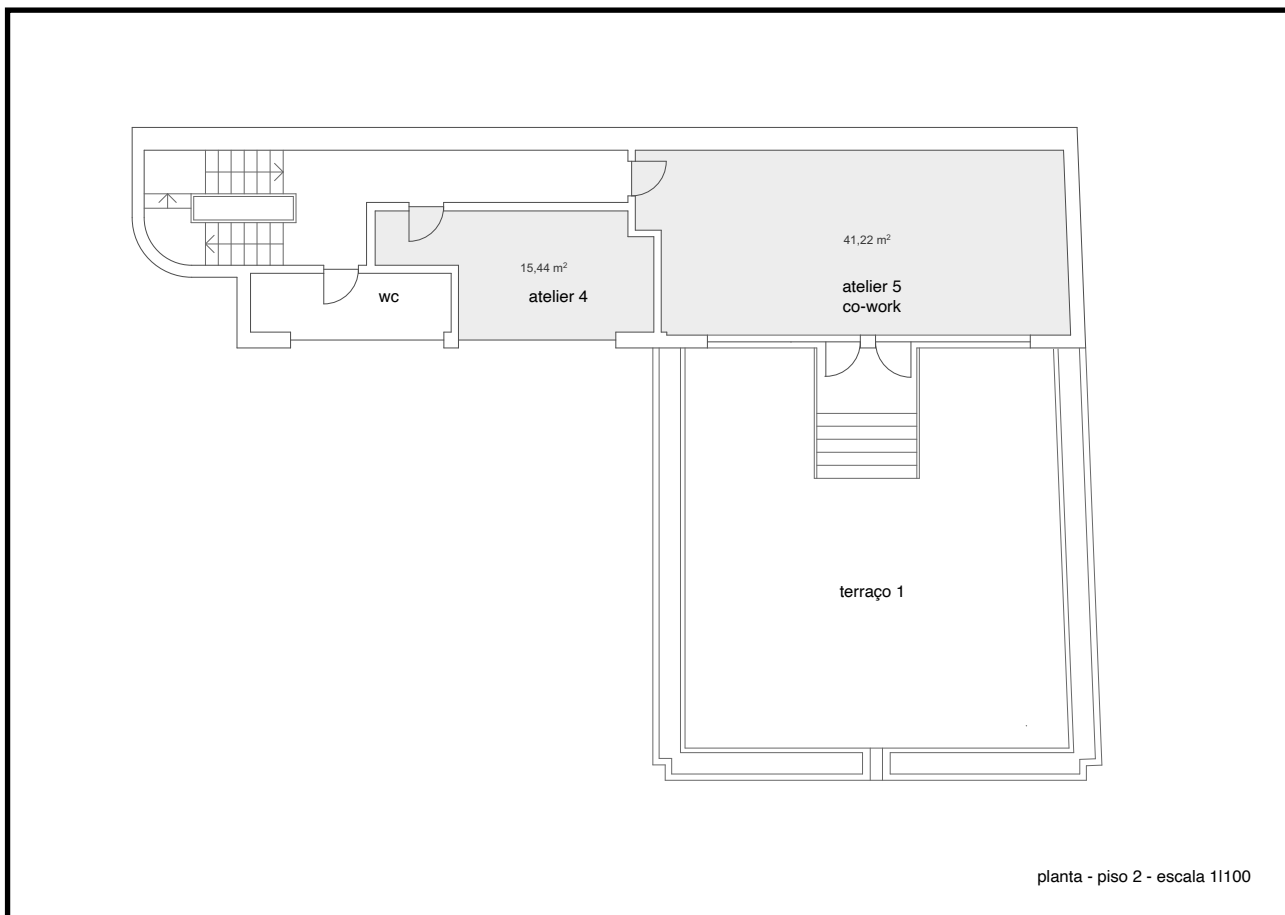 41,22 m²
15,44 m²
atelier 5
co-work
wc
atelier 4
terraço 1
planta - piso 2 - escala 1l100